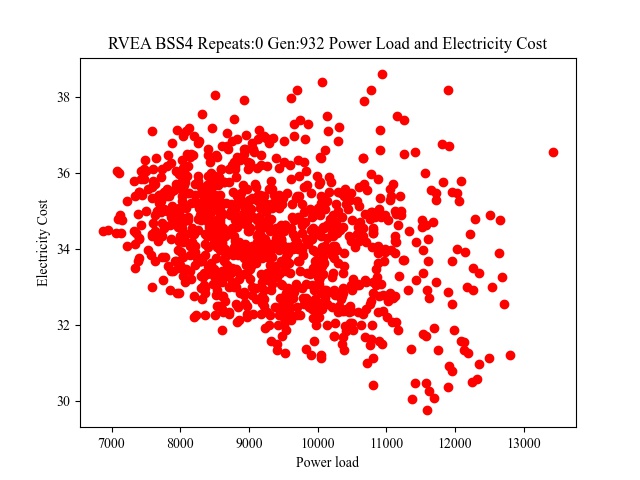 RVEA BSS4 Repeats:0 Gen:932 Power Load and Electricity Cost
38
36
34
32
30
Electricity Cost
7000 8000 9000 10000 11000 12000 13000
Power load